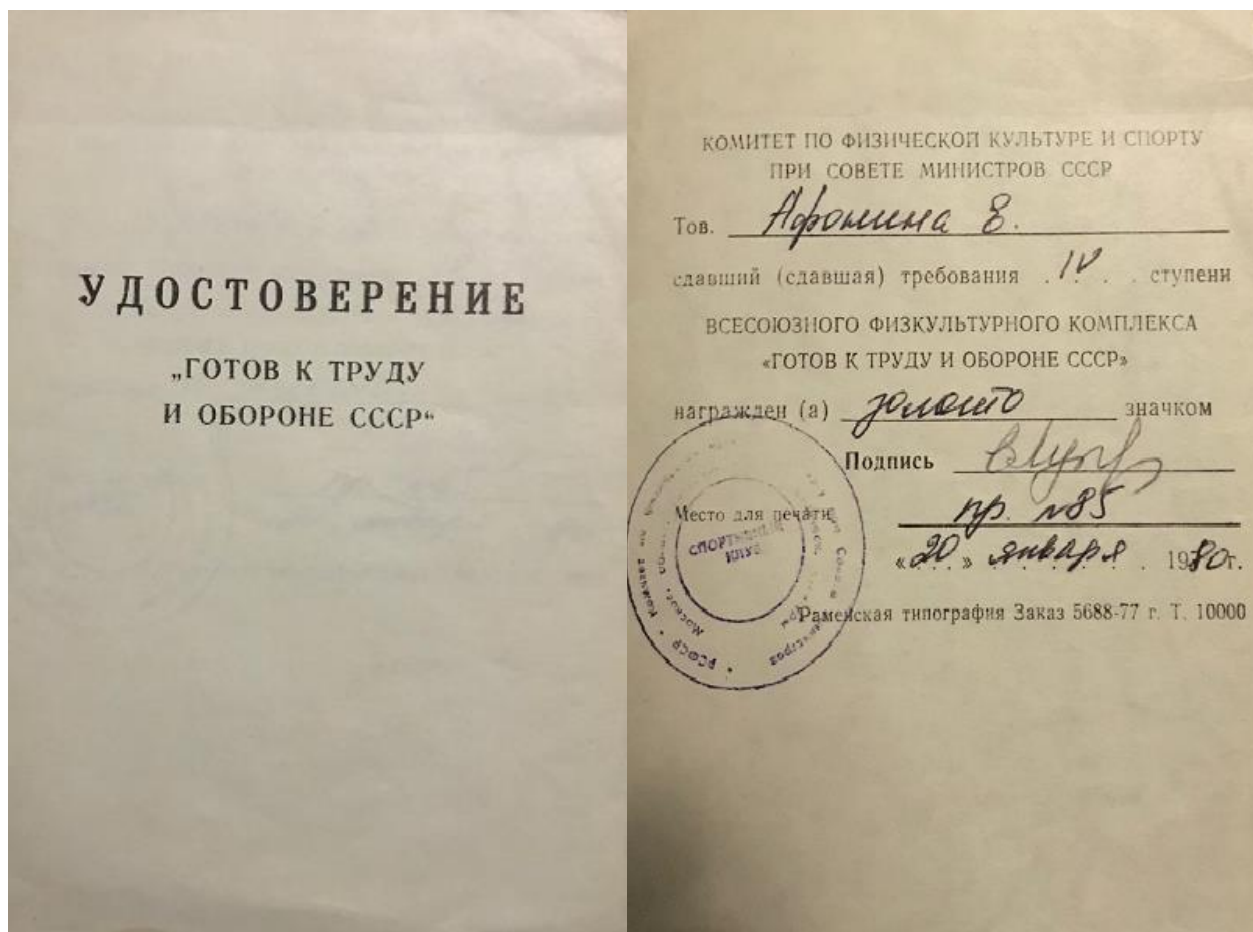 УДОСТОВЕРЕНИЕ
„ГОТОВ К ТРУДУ
И ОБОРОНЕ СССР“
КОМИТЕТ ПО ФИЗИЧЕСКОЙ КУЛЬТУРЕ И СПОРТУ
ПРИ СОВЕТЕ МИНИСТРОВ СССР
Тов. Афонина Е.
сдавший (сдавшая) требования IV ступени
ВСЕСОЮЗНОГО ФИЗКУЛЬТУРНОГО КОМПЛЕКСА
«ГОТОВ К ТРУДУ И ОБОРОНЕ СССР»
награжден (а) золото значком
Подпись
Место для печати
пр. №85
«20» января 1980г.
СПОРТИВНЫЙ
КЛУБ
РСФСР
Раменская типография Заказ 5688-77 г. Т. 10000